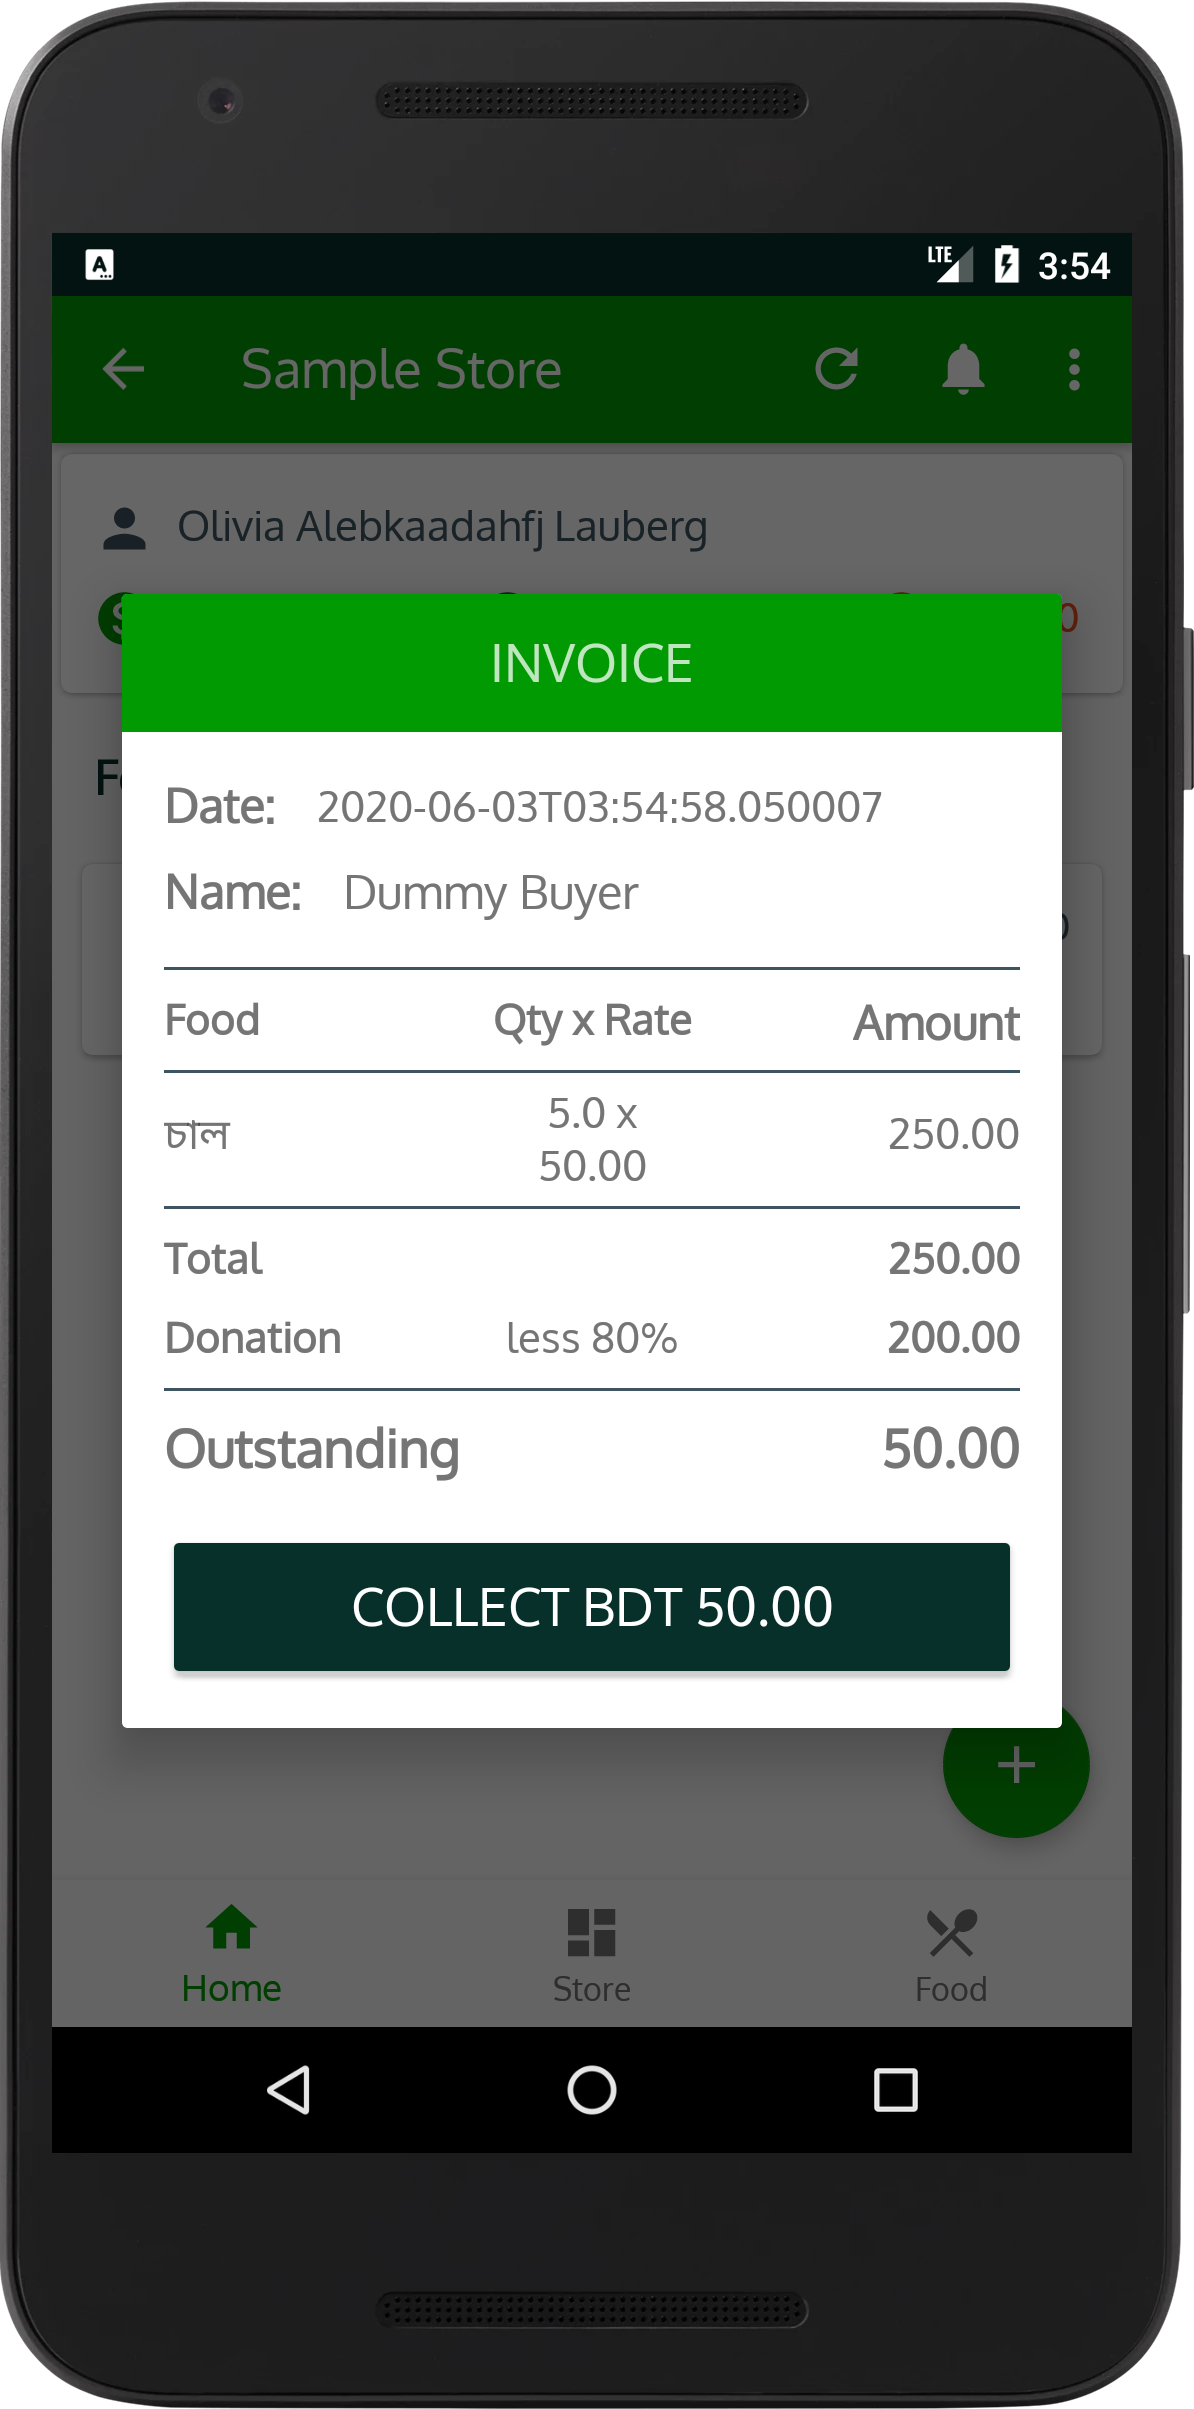 LTE 3:54
Sample Store
Olivia Alebkaadahfj Lauberg
INVOICE
Date: 2020-06-03T03:54:58.050007
Name: Dummy Buyer
Food Qty x Rate Amount
চাল 5.0 x 50.00 250.00
Total 250.00
Donation less 80% 200.00
Outstanding 50.00
COLLECT BDT 50.00
Home Store Food